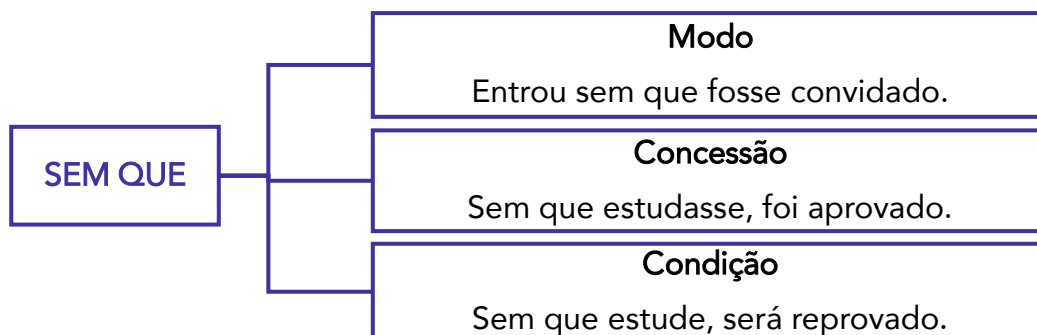 SEM QUE
Modo
Entrou sem que fosse convidado.
Concessão
Sem que estudasse, foi aprovado.
Condição
Sem que estude, será reprovado.